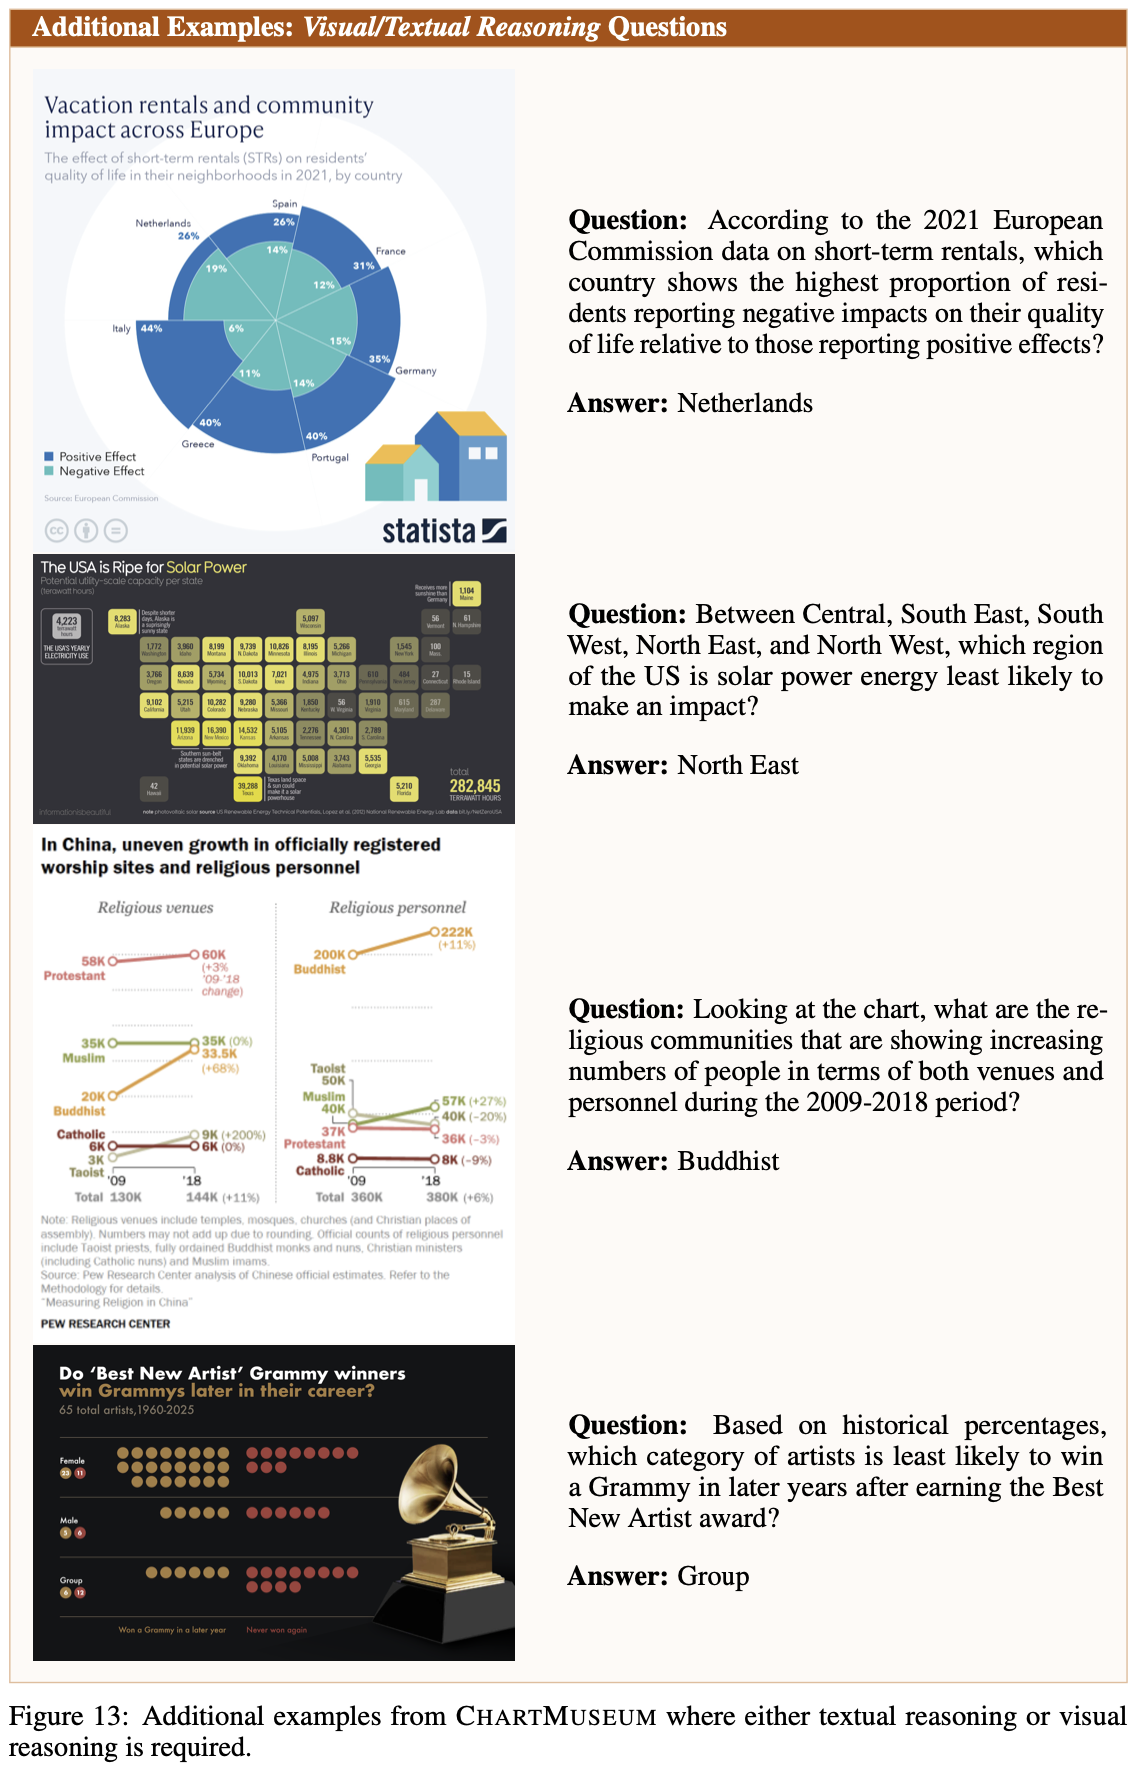 Additional Examples: Visual/Textual Reasoning Questions
Vacation rentals and community
impact across Europe
The effect of short-term rentals (STRs) on residents'
quality of life in their neighborhoods in 2021, by country
Spain
26%
14%
Netherlands
26%
19%
France
31%
12%
Italy
44%
6%
15%
35%
Germany
11%
14%
40%
Greece
40%
Portugal
Positive Effect
Negative Effect
Source: European Commission
statista
Question: According to the 2021 European
Commission data on short-term rentals, which
country shows the highest proportion of resi-
dents reporting negative impacts on their quality
of life relative to those reporting positive effects?
Answer: Netherlands
The USA is Ripe for Solar Power
Potential utility-scale capacity per state
(terawatt hours)
4,223
terrawatt
hours
THE USA'S YEARLY
ELECTRICITY USE
8,283
Alaska
Despite shorter
days, Alaska is
a surprisingly
sunny state
5,097
Wisconsin
Receives more
sunshine than
Germany
1,104
Maine
56
Vermont
61
N. Hampshire
1,772
Washington
3,960
Idaho
8,199
Montana
9,739
N. Dakota
10,826
Minnesota
8,195
Illinois
5,266
Michigan
1,545
New York
100
Mass.
3,766
Oregon
8,639
Nevada
5,734
Wyoming
10,013
S. Dakota
7,021
Iowa
4,975
Indiana
3,713
Ohio
610
Pennsylvania
494
New Jersey
27
Connecticut
15
Rhode Island
9,102
California
5,215
Utah
10,282
Colorado
9,280
Nebraska
5,366
Missouri
1,850
Kentucky
56
W. Virginia
1,910
Virginia
615
Maryland
287
Delaware
11,939
Arizona
16,390
New Mexico
14,532
Kansas
5,105
Arkansas
2,276
Tennessee
4,301
N. Carolina
2,789
S. Carolina
Southern sun-belt
states are drenched
in potential solar power
9,392
4,170
Louisiana
5,008
Mississippi
3,743
Alabama
5,535
Georgia
42
Hawaii
39,288
Texas
Texas land space
& sun could
make it a solar
powerhouse
5,210
Florida
total
282,845
TERRAWATT HOURS
informationisbeautiful
note photovoltaic solar source US Renewable Energy Technical Potentials, Lopez et al (2012) National Renewable Energy Lab data bit.ly/NetZeroUSA
Question: Between Central, South East, South
West, North East, and North West, which region
of the US is solar power energy least likely to
make an impact?
Answer: North East
In China, uneven growth in officially registered
worship sites and religious personnel
Religious venues
58K
Protestant
60K
(+3%
'09-'18
change)
35K
Muslim
35K (0%)
33.5K
(+68%)
20K
Buddhist
Catholic
6K
3K
Taoist
9K (+200%)
6K (0%)
'09
'18
Total 130K
144K (+11%)
Religious personnel
200K
Buddhist
222K
(+11%)
Taoist
50K
Muslim
40K
37K
Protestant
57K (+27%)
40K (-20%)
36K (-3%)
8.8K
Catholic
8K (-9%)
'09
'18
Total 360K
380K (+6%)
Note: Religious venues include temples, mosques, churches (and Christian places of
assembly). Numbers may not add up due to rounding. Official counts of religious personnel
include Taoist priests, fully ordained Buddhist monks and nuns, Christian ministers
(including Catholic nuns) and Muslim imams.
Source: Pew Research Center analysis of Chinese official estimates. Refer to the
Methodology for details.
"Measuring Religion in China"
PEW RESEARCH CENTER
Question: Looking at the chart, what are the re-
ligious communities that are showing increasing
numbers of people in terms of both venues and
personnel during the 2009-2018 period?
Answer: Buddhist
Do 'Best New Artist' Grammy winners
win Grammys later in their career?
65 total artists,1960-2025
Female
23 11
Male
5 6
Group
6 12
Won a Grammy in a later year
Never won again
Question: Based on historical percentages,
which category of artists is least likely to win
a Grammy in later years after earning the Best
New Artist award?
Answer: Group
Figure 13: Additional examples from CHARTMUSEUM where either textual reasoning or visual
reasoning is required.